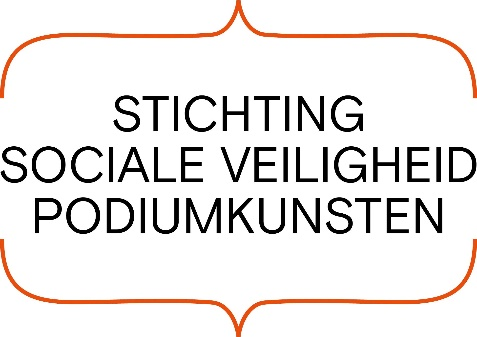 STICHTING
SOCIALE VEILIGHEID
PODIUMKUNSTEN